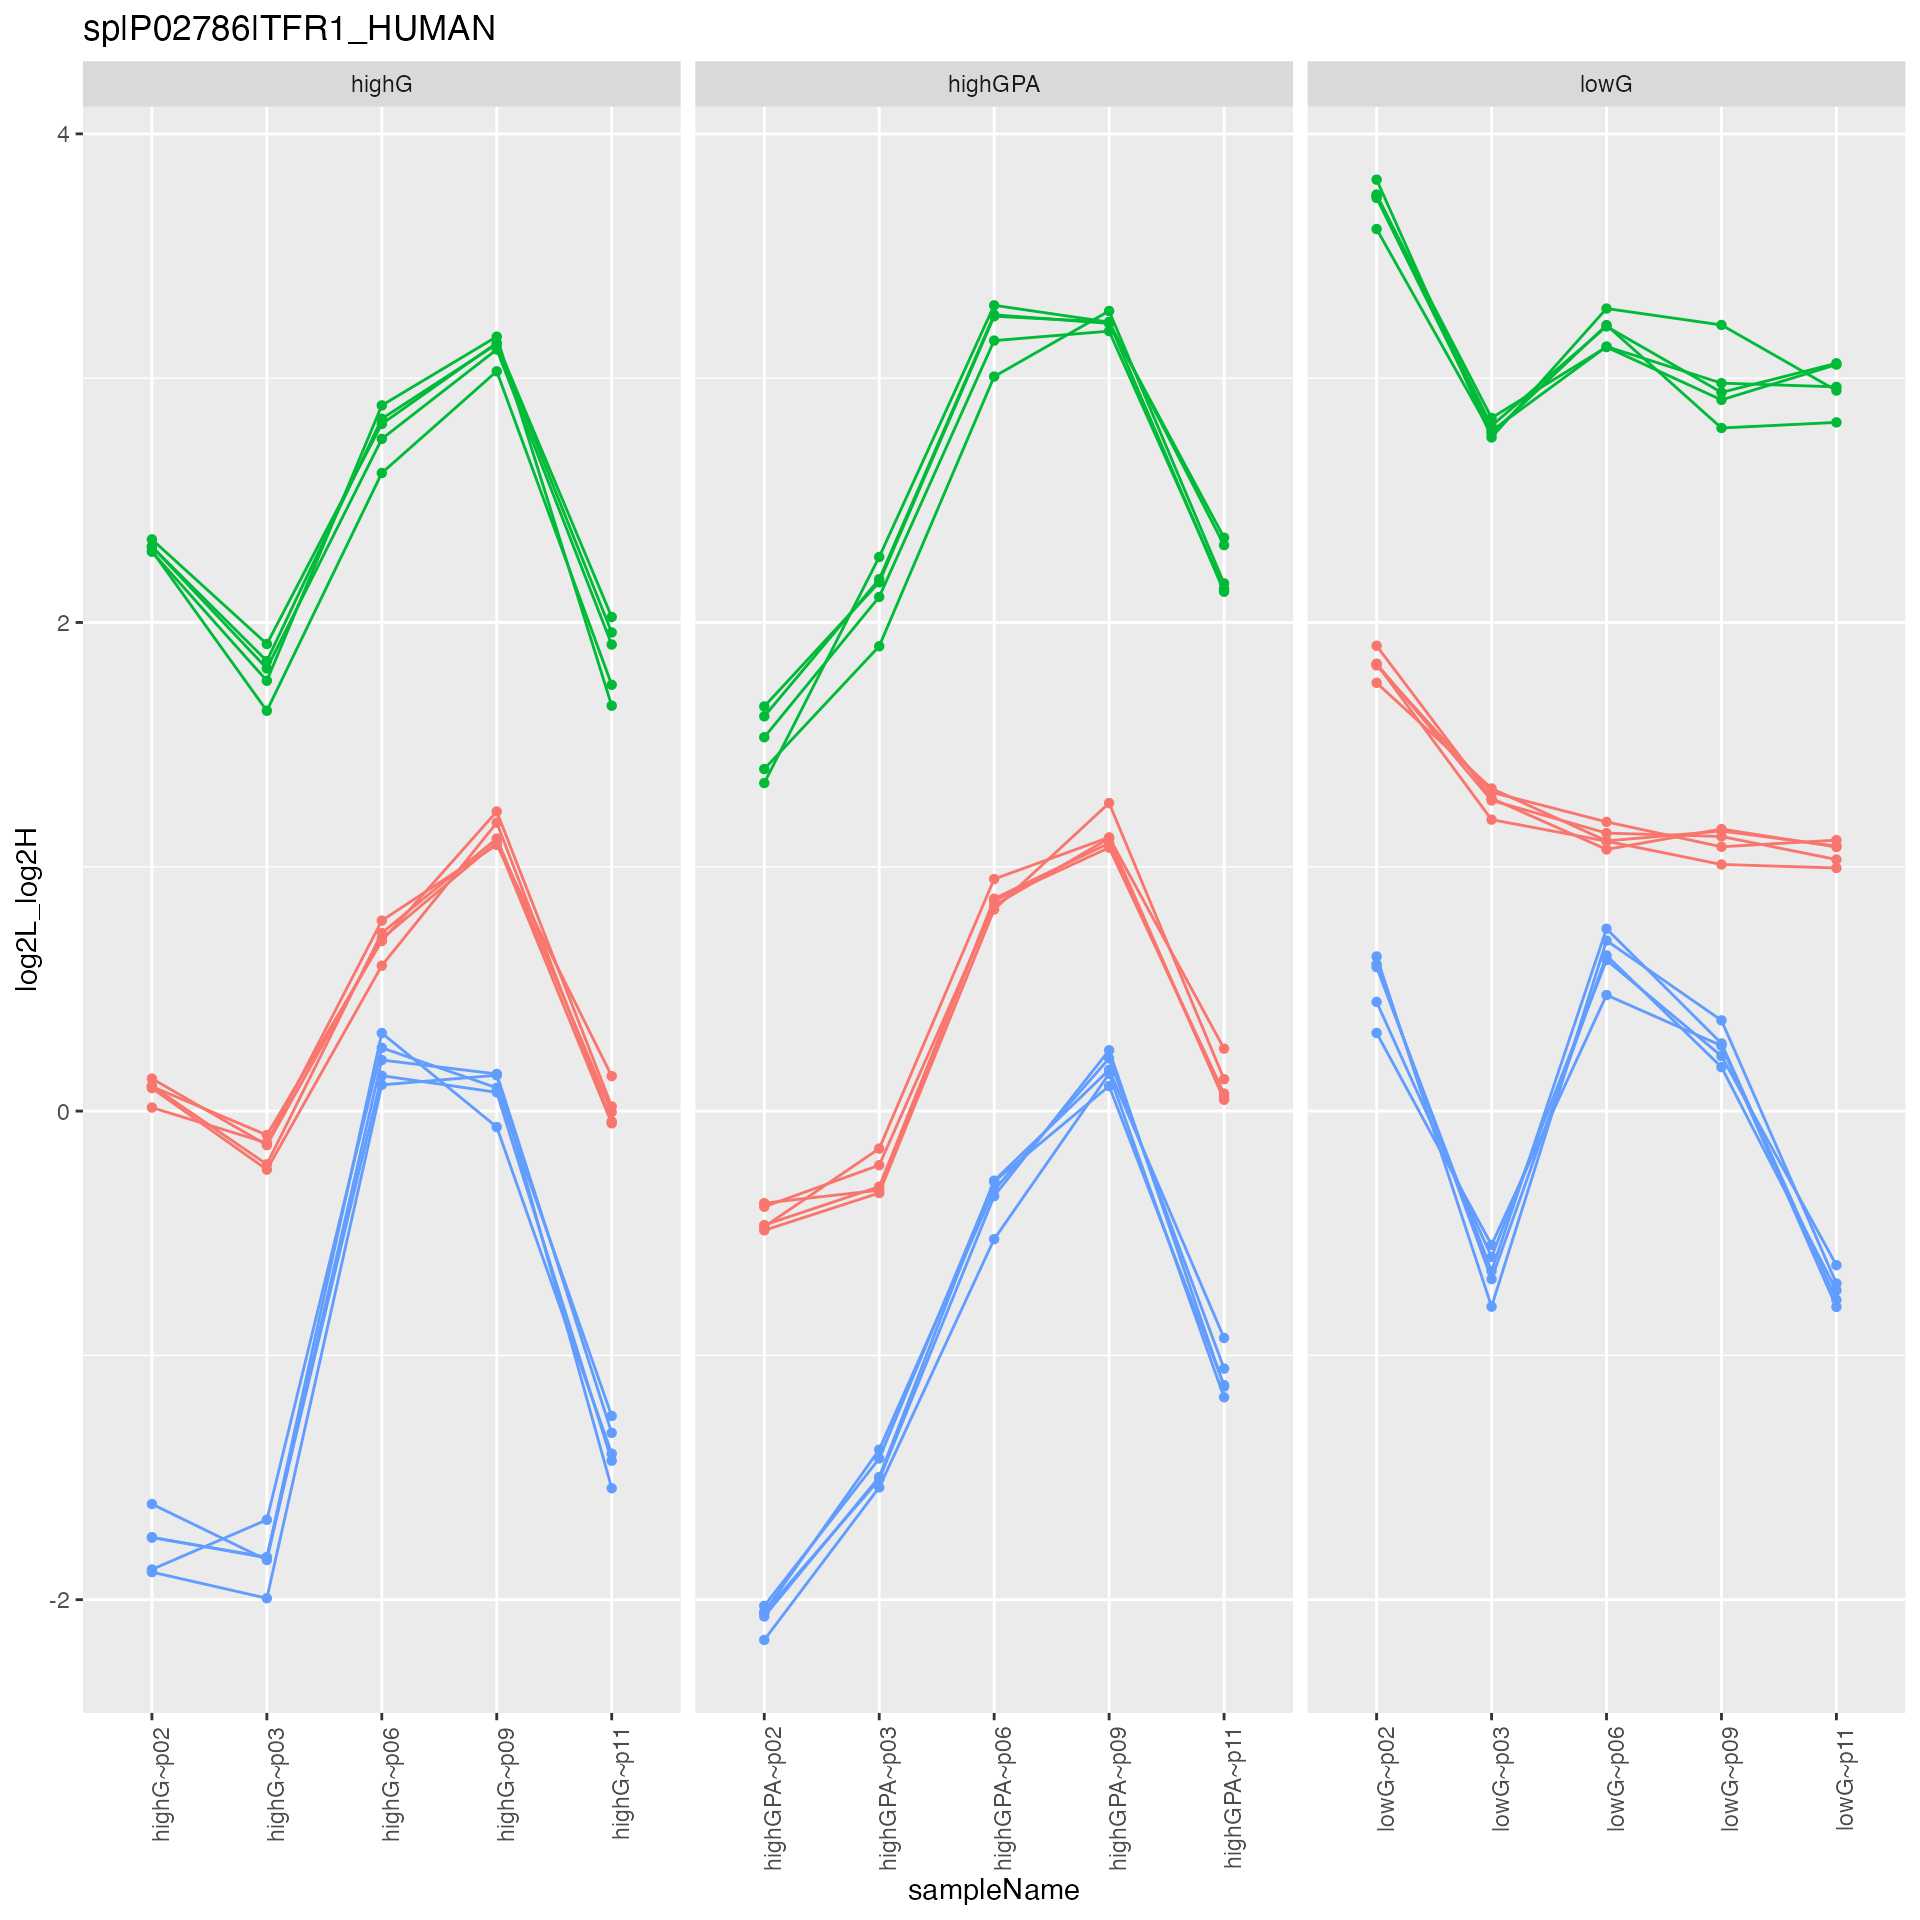 sp|P02786|TFR1_HUMAN
highG
highGPA
lowG
4
2
0
-2
log2L_log2H
highG~p02
highG~p03
highG~p06
highG~p09
highG~p11
highGPA~p02
highGPA~p03
highGPA~p06
highGPA~p09
highGPA~p11
lowG~p02
lowG~p03
lowG~p06
lowG~p09
lowG~p11
sampleName